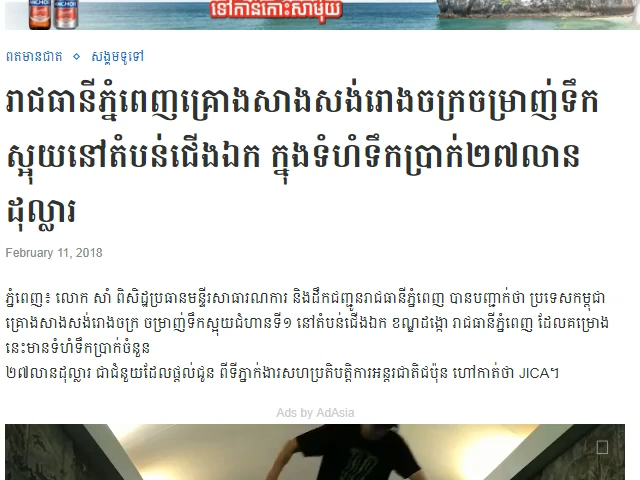 ANCHOR ANCHOR
ទៅកាន់កោះសាមុយ
ពតមានជាត ⋄ សង្គមទូទៅ
រាជធានីភ្នំពេញគ្រោងសាងសង់រោងចក្រចម្រាញ់ទឹក
ស្អុយនៅតំបន់ជើងឯក ក្នុងទំហំទឹកប្រាក់២៧លាន
ដុល្លារ
February 11, 2018
ភ្នំពេញ៖ លោក សាំ ពិសិដ្ឋប្រធានមន្ទីរសាធារណការ និងដឹកជញ្ជូនរាជធានីភ្នំពេញ បានបញ្ជាក់ថា ប្រទេសកម្ពុជា
គ្រោងសាងសង់រោងចក្រ ចម្រាញ់ទឹកស្អុយជំហានទី១ នៅតំបន់ជើងឯក ខណ្ឌដង្កោ រាជធានីភ្នំពេញ ដែលគម្រោង
នេះមានទំហំទឹកប្រាក់ចំនួន
២៧លានដុល្លារ ជាជំនួយដែលផ្តល់ជូន ពីទីភ្នាក់ងារសហប្រតិបត្តិការអន្តរជាតិជប៉ុន ហៅកាត់ថា JICA។
Ads by AdAsia